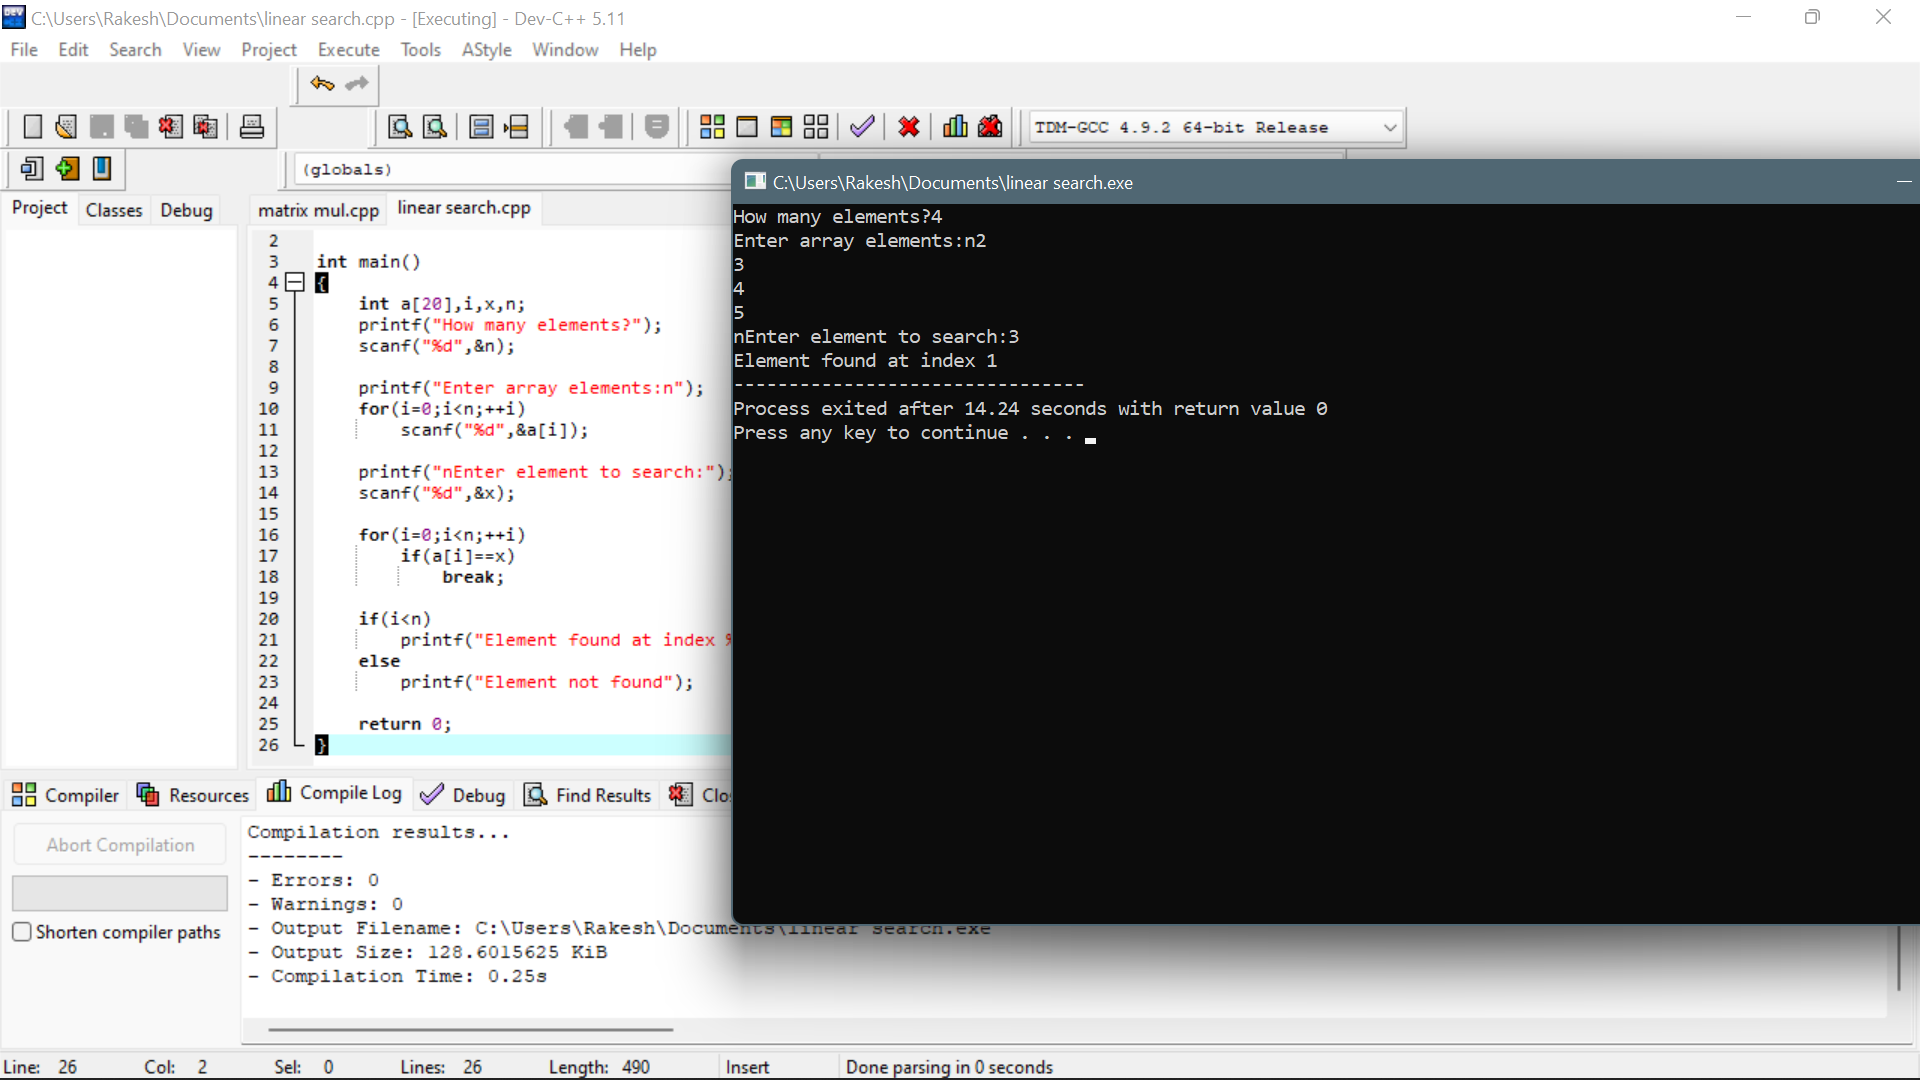 C:\Users\Rakesh\Documents\linear search.cpp - [Executing] - Dev-C++ 5.11
File Edit Search View Project Execute Tools AStyle Window Help
TDM-GCC 4.9.2 64-bit Release
(globals)
Project Classes Debug
matrix mul.cpp linear search.cpp
2
3 int main()
4 {
5 int a[20],i,x,n;
6 printf("How many elements?");
7 scanf("%d",&n);
8
9 printf("Enter array elements:n");
10 for(i=0;i<n;++i)
11 scanf("%d",&a[i]);
12
13 printf("nEnter element to search:");
14 scanf("%d",&x);
15
16 for(i=0;i<n;++i)
17 if(a[i]==x)
18 break;
19
20 if(i<n)
21 printf("Element found at index %
22 else
23 printf("Element not found");
24
25 return 0;
26 }
C:\Users\Rakesh\Documents\linear search.exe
How many elements?4
Enter array elements:n2
3
4
5
nEnter element to search:3
Element found at index 1
--------------------------------
Process exited after 14.24 seconds with return value 0
Press any key to continue . . .
Compiler Resources Compile Log Debug Find Results Clo
Abort Compilation
Shorten compiler paths
Compilation results...
--------
- Errors: 0
- Warnings: 0
- Output Filename: C:\Users\Rakesh\Documents\linear search.exe
- Output Size: 128.6015625 KiB
- Compilation Time: 0.25s
Line: 26 Col: 2 Sel: 0 Lines: 26 Length: 490 Insert Done parsing in 0 seconds